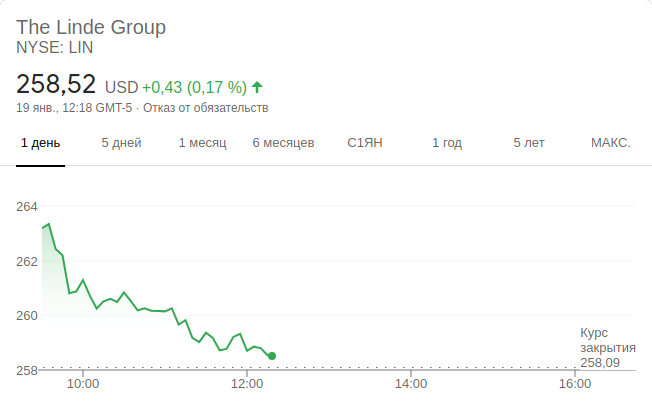 The Linde Group
NYSE: LIN
258,52 USD +0,43 (0,17 %)
19 янв., 12:18 GMT-5 · Отказ от обязательств
1 день 5 дней 1 месяц 6 месяцев С1ЯН 1 год 5 лет МАКС.
264
262
260
258
Курс
закрытия
258,09
10:00 12:00 14:00 16:00